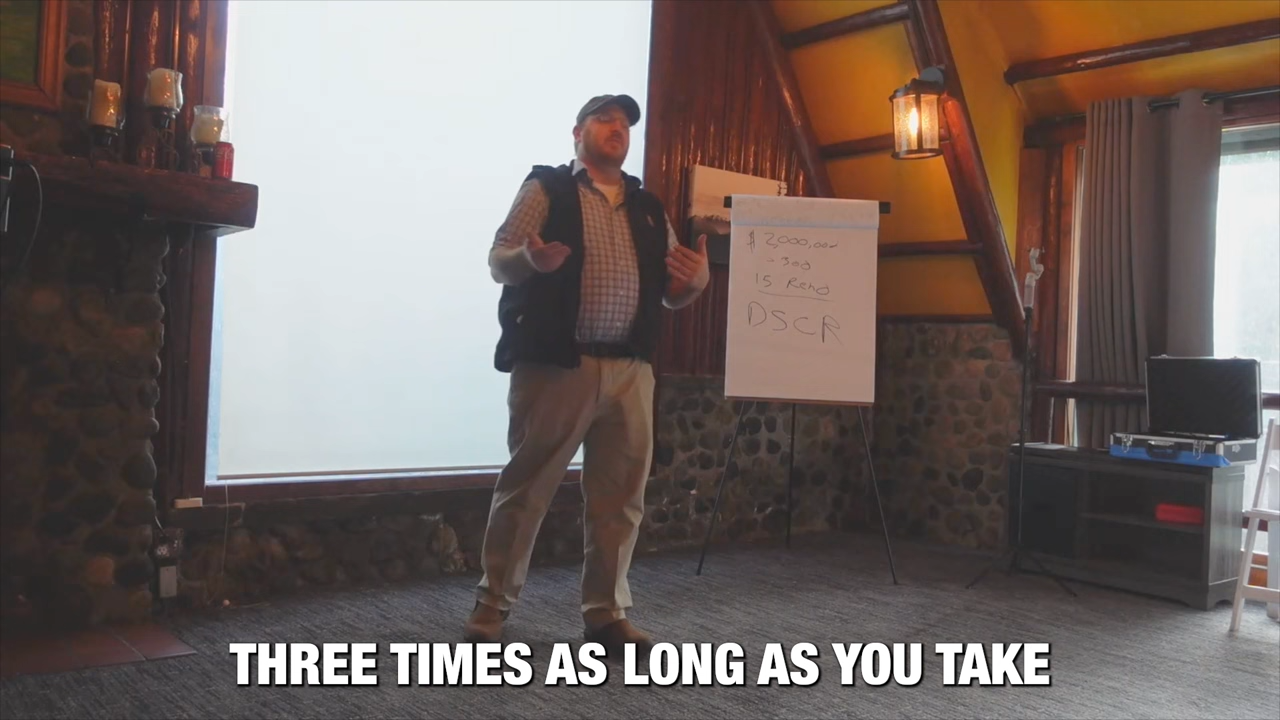 $ 2,000,000
300
15 Reno
DSCR
THREE TIMES AS LONG AS YOU TAKE